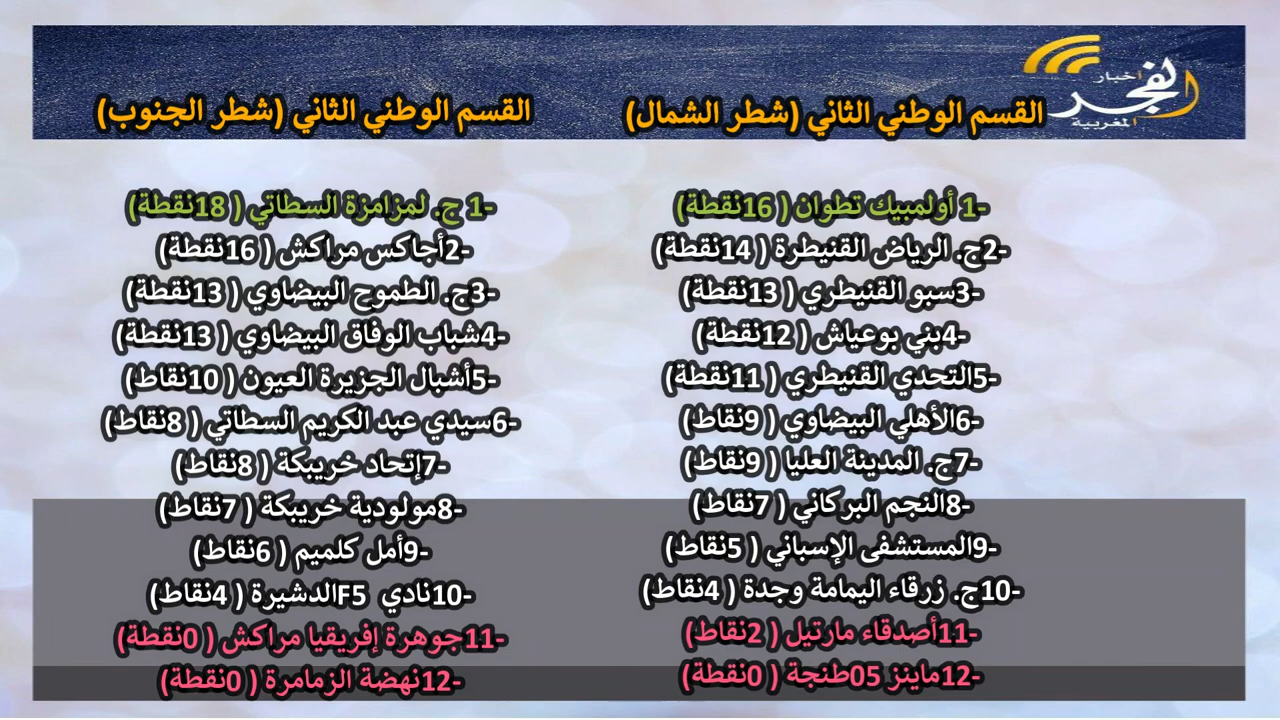 اخبار
الفجر
المغربية
القسم الوطني الثاني (شطر الشمال)
1- أولمبيك تطوان ( 16نقطة)
2-ج. الرياض القنيطرة ( 14نقطة)
3-سبو القنيطري ( 13نقطة)
4-بني بوعياش ( 12نقطة)
5-التحدي القنيطري ( 11نقطة)
6-الأهلي البيضاوي ( 9نقاط)
7-ج. المدينة العليا ( 9نقاط)
8-النجم البركاني ( 7نقاط)
9-المستشفى الإسباني ( 5نقاط)
10-ج. زرقاء اليمامة وجدة ( 4نقاط)
11-أصدقاء مارتيل ( 2نقاط)
12-ماينز 05طنجة ( 0نقطة)
القسم الوطني الثاني (شطر الجنوب)
1- ج. لمزامزة السطاتي ( 18نقطة)
2-أجاكس مراكش ( 16نقطة)
3-ج. الطموح البيضاوي ( 13نقطة)
4-شباب الوفاق البيضاوي ( 13نقطة)
5-أشبال الجزيرة العيون ( 10نقاط)
6-سيدي عبد الكريم السطاتي ( 8نقاط)
7-إتحاد خريبكة ( 8نقاط)
8-مولودية خريبكة ( 7نقاط)
9-أمل كلميم ( 6نقاط)
10-نادي F5الدشيرة ( 4نقاط)
11-جوهرة إفريقيا مراكش ( 0نقطة)
12-نهضة الزمامرة ( 0نقطة)